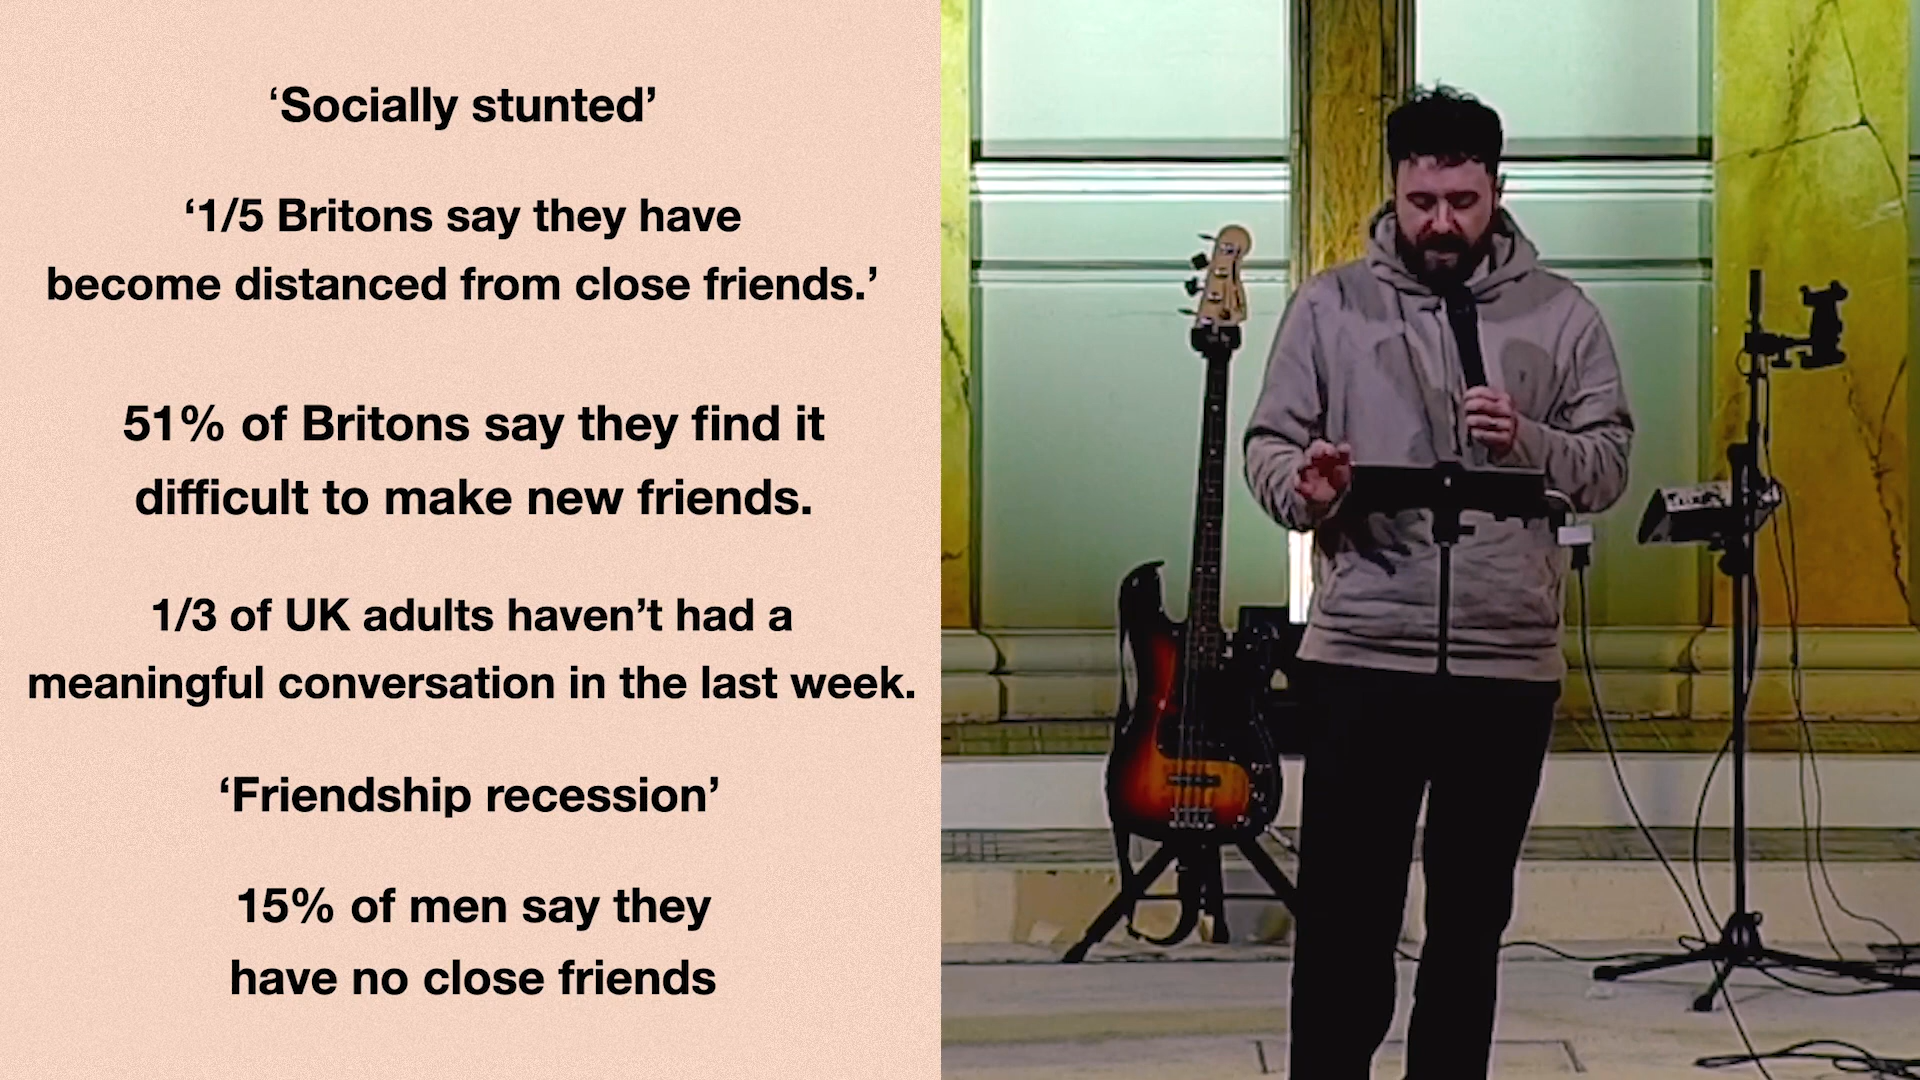 ‘Socially stunted’
‘1/5 Britons say they have
become distanced from close friends.’
51% of Britons say they find it
difficult to make new friends.
1/3 of UK adults haven’t had a
meaningful conversation in the last week.
‘Friendship recession’
15% of men say they
have no close friends